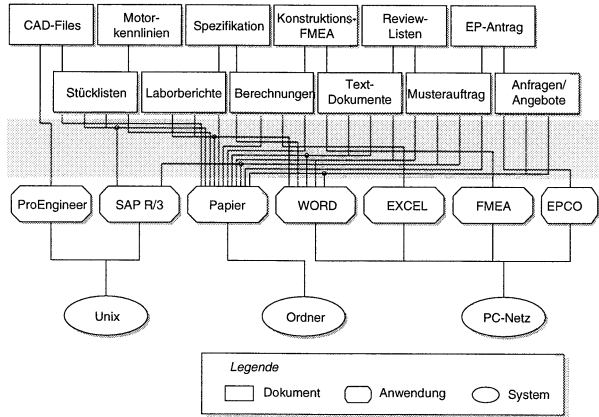 CAD-Files
Motor-
kennlinien
Spezifikation
Konstruktions-
FMEA
Review-
Listen
EP-Antrag
Stücklisten
Laborberichte
Berechnungen
Text-
Dokumente
Musterauftrag
Anfragen/
Angebote
ProEngineer
SAP R/3
Papier
WORD
EXCEL
FMEA
EPCO
Unix
Ordner
PC-Netz
Legende
Dokument
Anwendung
System